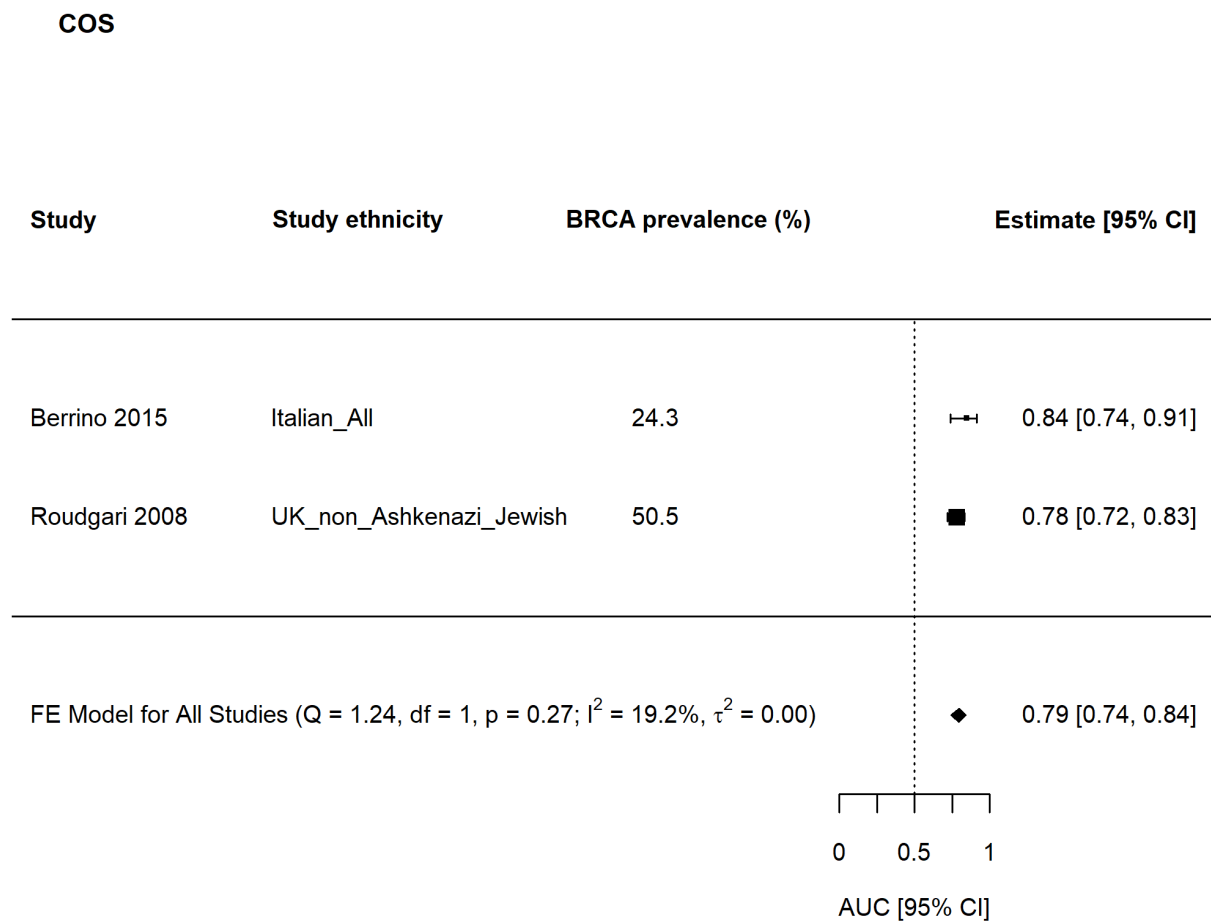 COS
Study Study ethnicity BRCA prevalence (%) Estimate [95% CI]
Berrino 2015 Italian_All 24.3 0.84 [0.74, 0.91]
Roudgari 2008 UK_non_Ashkenazi_Jewish 50.5 0.78 [0.72, 0.83]
FE Model for All Studies (Q = 1.24, df = 1, p = 0.27; I² = 19.2%, τ² = 0.00) 0.79 [0.74, 0.84]
0 0.5 1
AUC [95% CI]